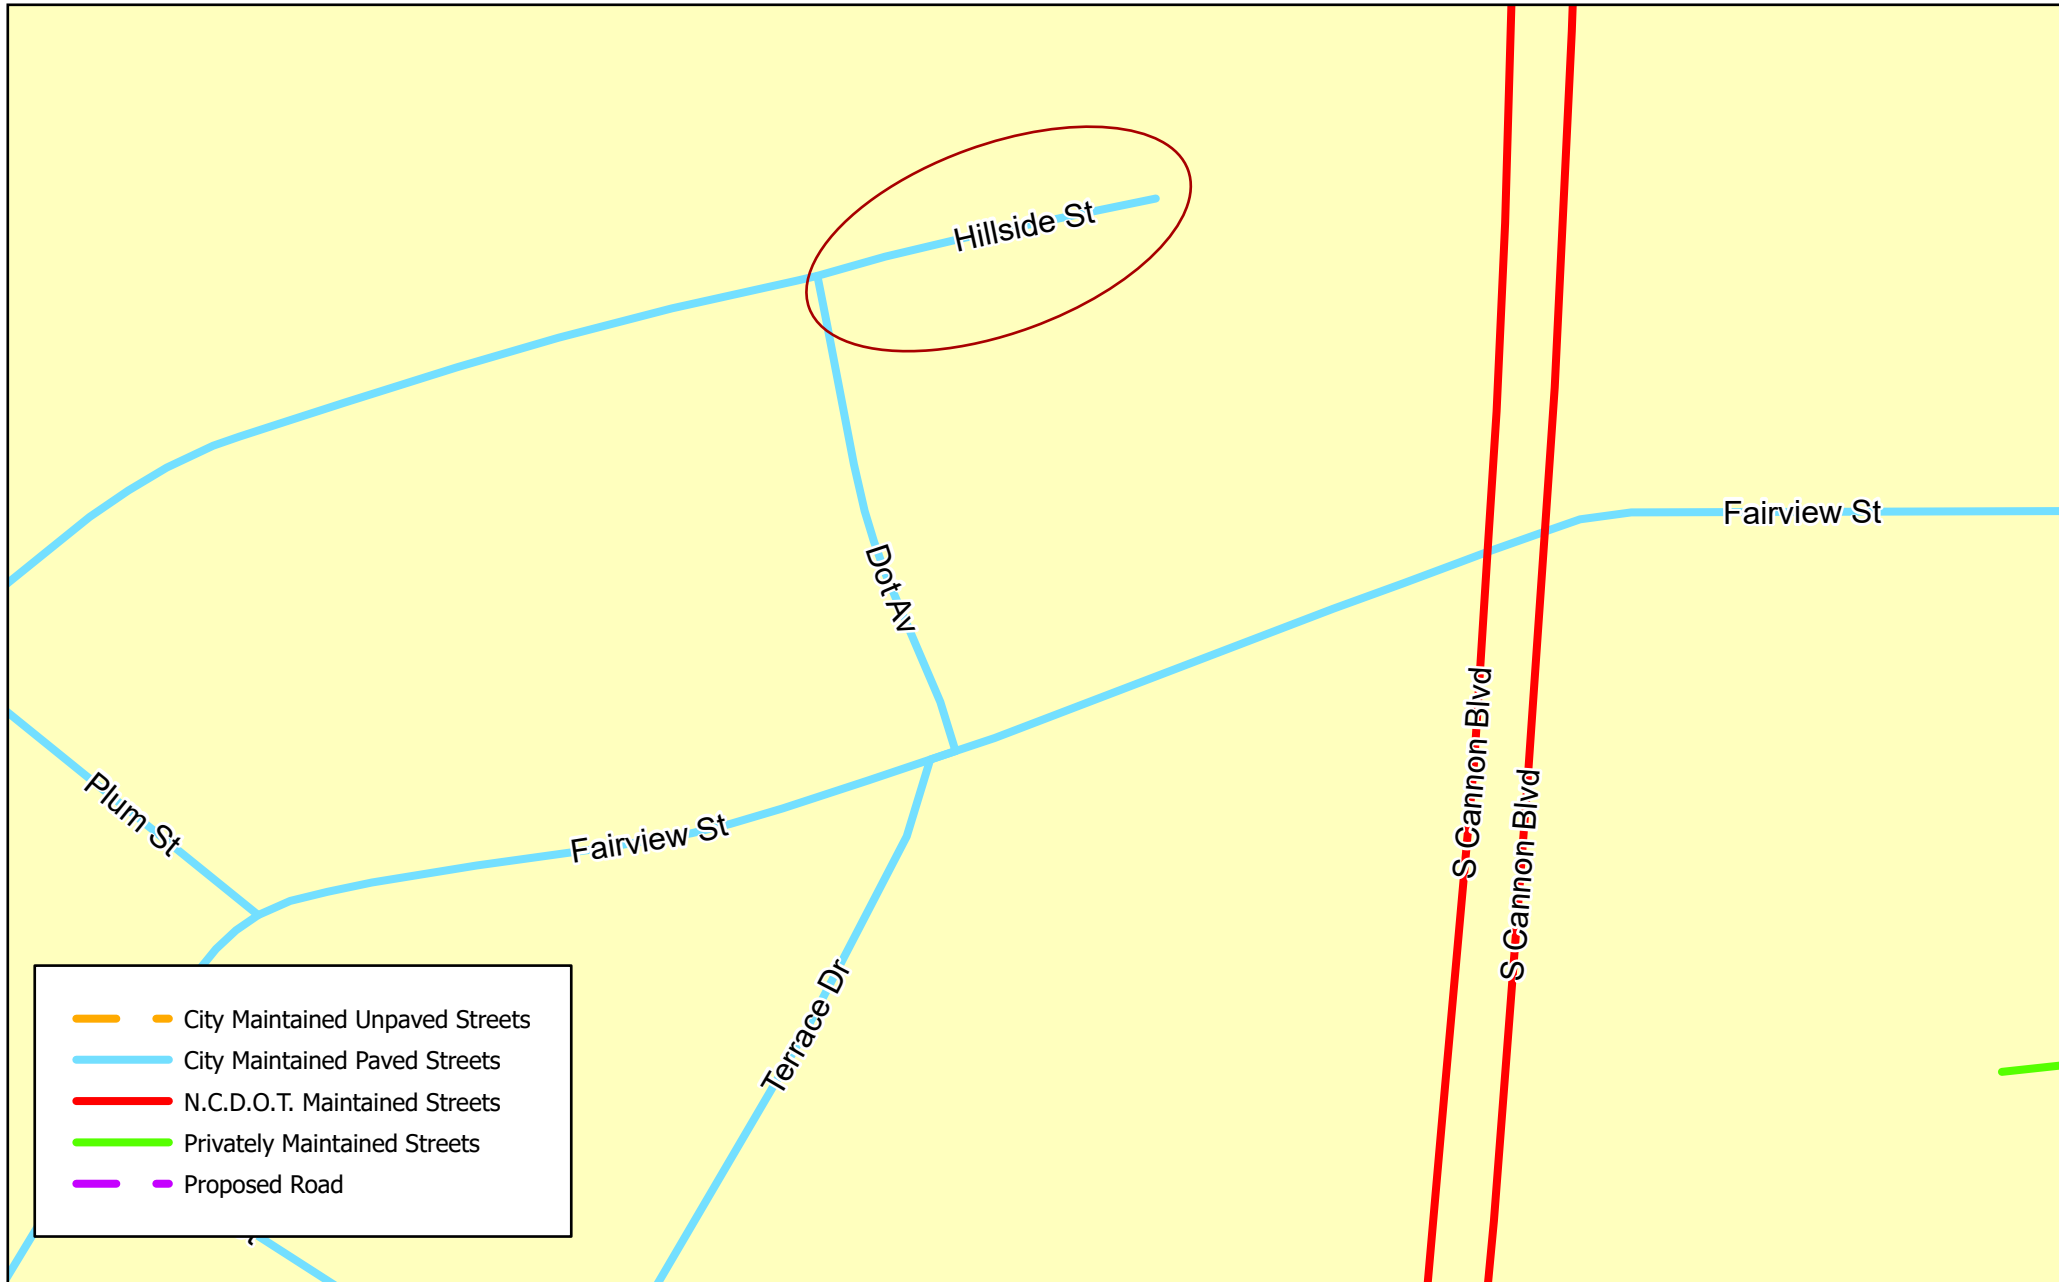 Hillside St
Fairview St
Dot Av
S Cannon Blvd
S Cannon Blvd
Plum St
Fairview St
Terrace Dr
City Maintained Unpaved Streets
City Maintained Paved Streets
N.C.D.O.T. Maintained Streets
Privately Maintained Streets
Proposed Road